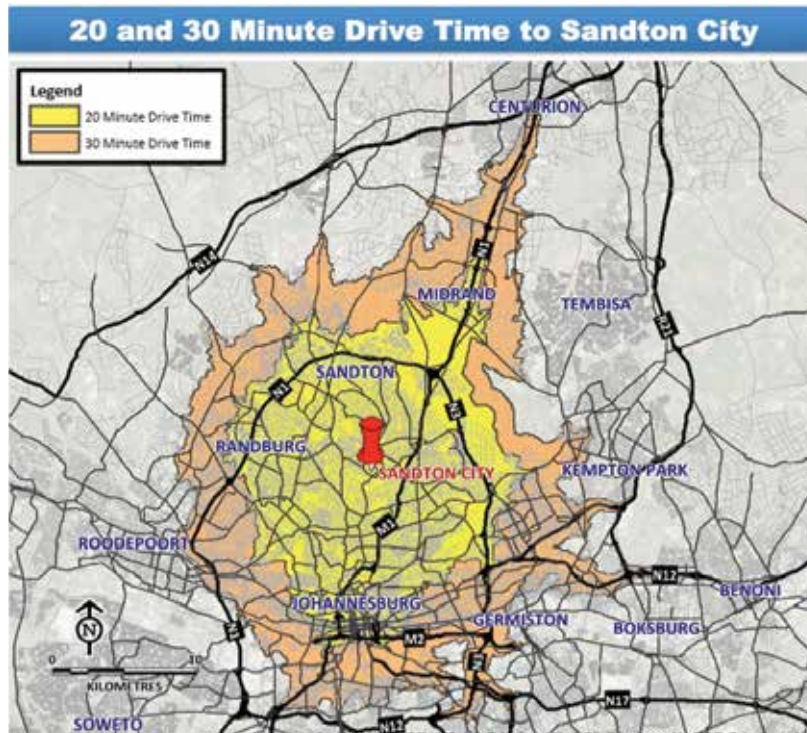 20 and 30 Minute Drive Time to Sandton City
Legend
20 Minute Drive Time
30 Minute Drive Time
CENTURION
N14
N1
MIDRAND
TEMBISA
R21
SANDTON
N1
N3
RANDBURG
SANDTON CITY
KEMPTON PARK
M1
ROODEPOORT
N12
BENONI
JOHANNESBURG
GERMISTON
BOKSBURG
N
N1
M2
0 10
KILOMETRES
N17
SOWETO
N12